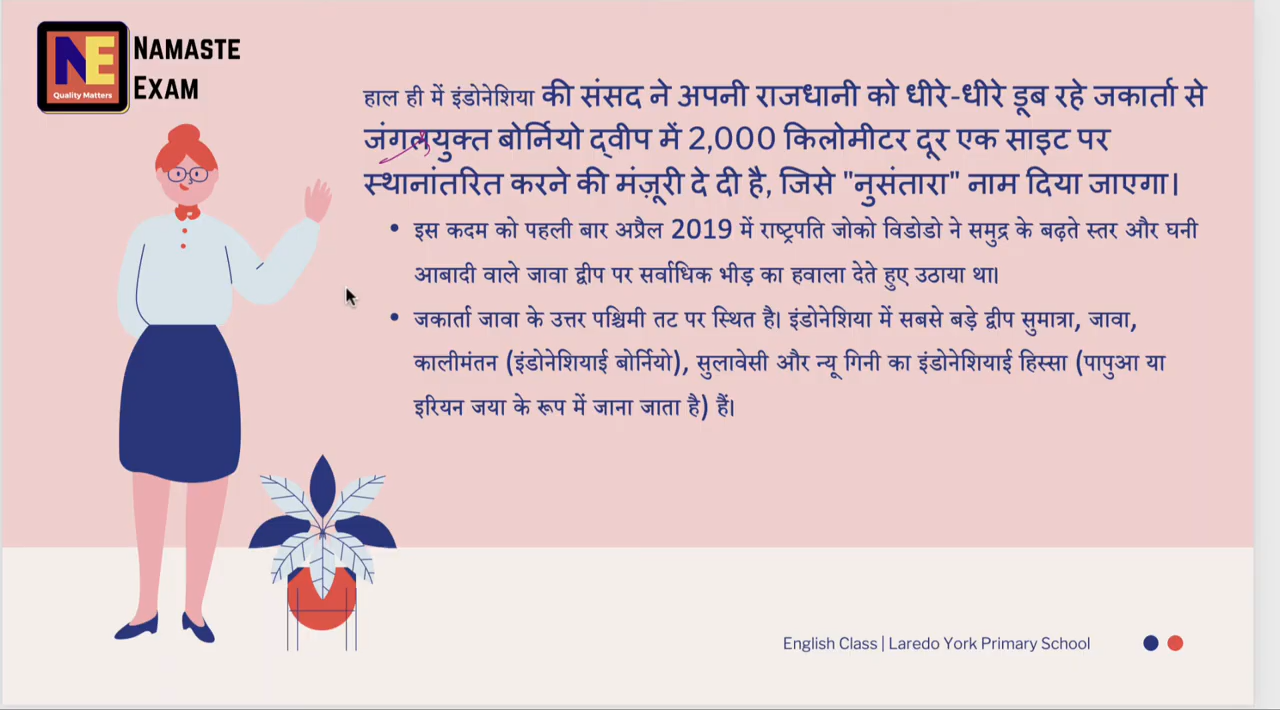 NE
Quality Matters
NAMASTE
EXAM
हाल ही में इंडोनेशिया की संसद ने अपनी राजधानी को धीरे-धीरे डूब रहे जकार्ता से
जंगलयुक्त बोर्नियो द्वीप में 2,000 किलोमीटर दूर एक साइट पर
स्थानांतरित करने की मंज़ूरी दे दी है, जिसे "नुसंतारा" नाम दिया जाएगा।
• इस कदम को पहली बार अप्रैल 2019 में राष्ट्रपति जोको विडोडो ने समुद्र के बढ़ते स्तर और घनी
आबादी वाले जावा द्वीप पर सर्वाधिक भीड़ का हवाला देते हुए उठाया था।
• जकार्ता जावा के उत्तर पश्चिमी तट पर स्थित है। इंडोनेशिया में सबसे बड़े द्वीप सुमात्रा, जावा,
कालीमंतन (इंडोनेशियाई बोर्नियो), सुलावेसी और न्यू गिनी का इंडोनेशियाई हिस्सा (पापुआ या
इरियन जया के रूप में जाना जाता है) हैं।
English Class | Laredo York Primary School